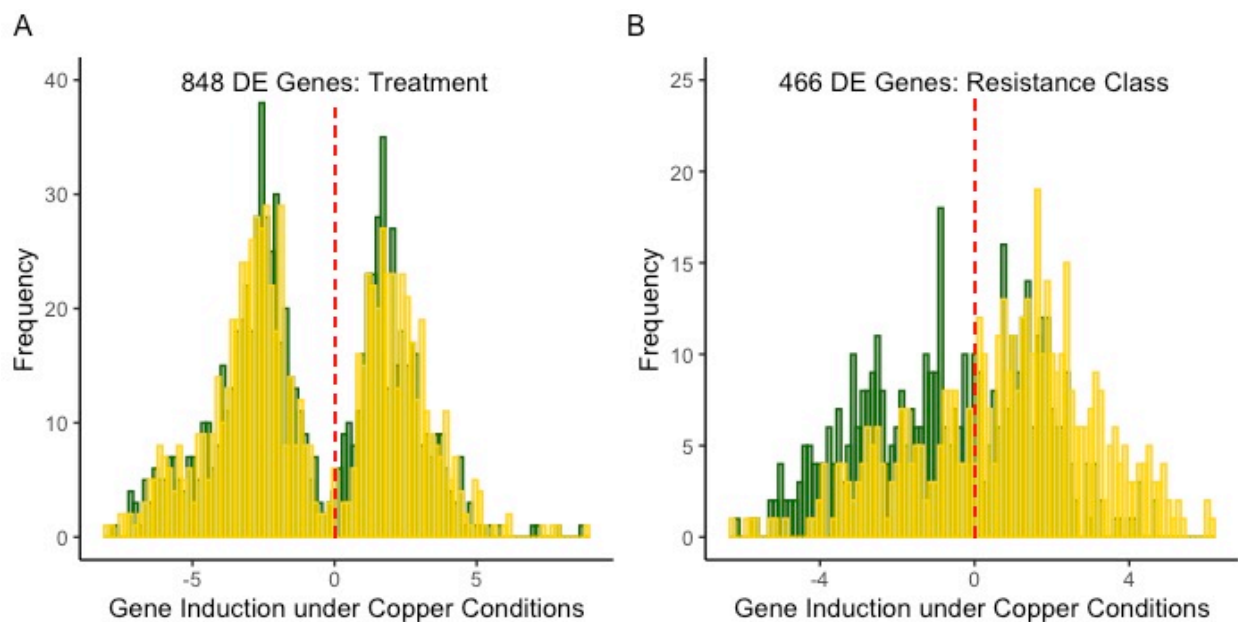 A
848 DE Genes: Treatment
40
30
20
10
0
Frequency
-5 0 5
Gene Induction under Copper Conditions
B
466 DE Genes: Resistance Class
25
20
15
10
5
0
Frequency
-4 0 4
Gene Induction under Copper Conditions